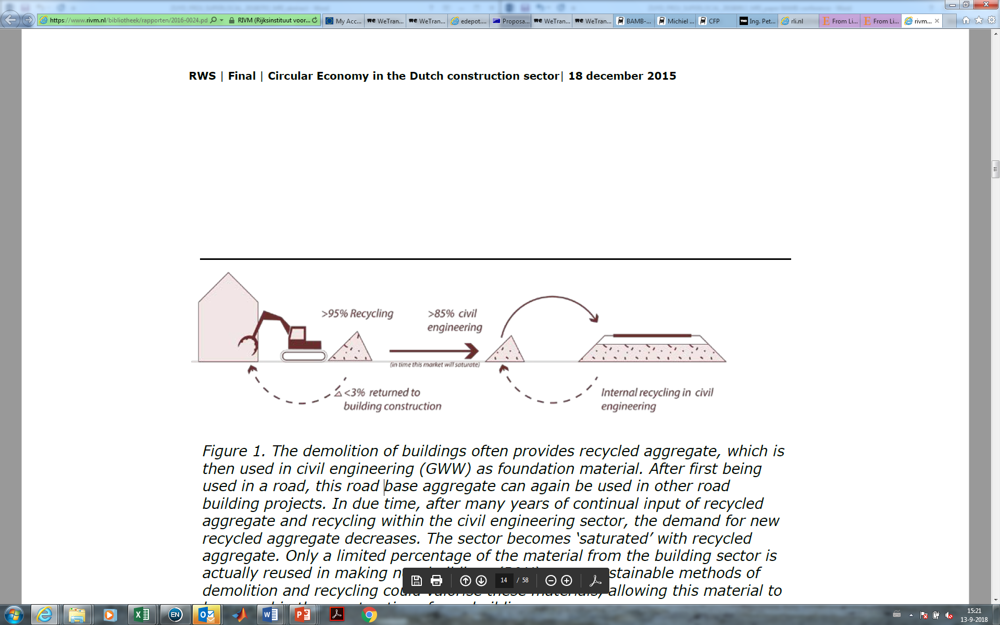 https://www.rivm.nl/bibliotheek/rapporten/2016-0024.pd
RIVM (Rijksinstituut voor...
My Acc...
WeTran...
WeTran...
edepot....
Proposa...
WeTran...
WeTran...
BAMB-...
Michiel ...
CFP
Ing. Pet...
rli.nl
From Li...
From Li...
rivm...
RWS | Final | Circular Economy in the Dutch construction sector| 18 december 2015
>95% Recycling
>85% civil
engineering
(in time this market will saturate)
<3% returned to
building construction
Internal recycling in civil
engineering
Figure 1. The demolition of buildings often provides recycled aggregate, which is
then used in civil engineering (GWW) as foundation material. After first being
used in a road, this road base aggregate can again be used in other road
building projects. In due time, after many years of continual input of recycled
aggregate and recycling within the civil engineering sector, the demand for new
recycled aggregate decreases. The sector becomes ‘saturated’ with recycled
aggregate. Only a limited percentage of the material from the building sector is
actually reused in making
stainable methods of
demolition and recycling could valorise these materials, allowing this material to
14 / 58
EN
15:21
13-9-2018